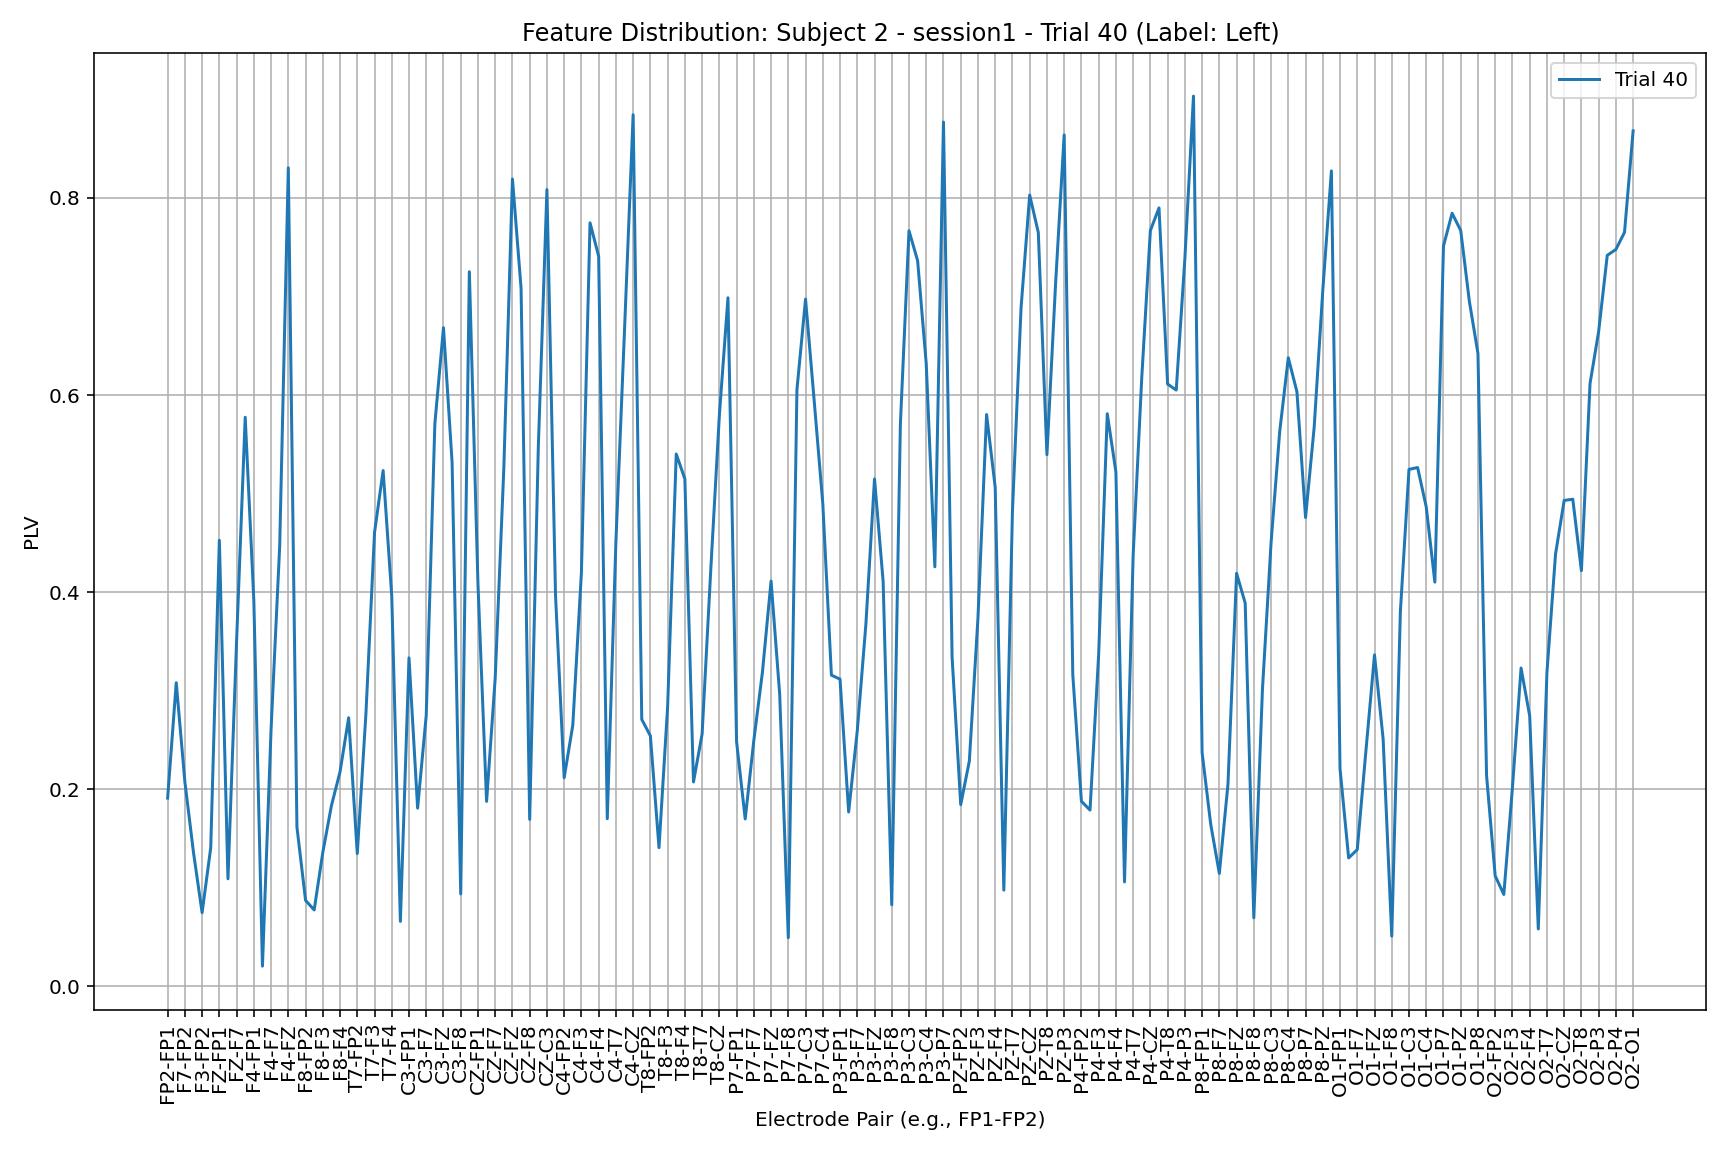 Feature Distribution: Subject 2 - session1 - Trial 40 (Label: Left)
Trial 40
PLV
0.8
0.6
0.4
0.2
0.0
FP2-FP1
F7-FP2
F3-FP2
FZ-FP1
FZ-F7
F4-FP1
F4-F7
F4-FZ
F8-FP2
F8-F3
F8-F4
T7-FP2
T7-F3
T7-F4
C3-FP1
C3-F7
C3-FZ
C3-F8
CZ-FP1
CZ-F7
CZ-FZ
CZ-F8
CZ-C3
C4-FP2
C4-F3
C4-F4
C4-T7
C4-CZ
T8-FP2
T8-F3
T8-F4
T8-T7
T8-CZ
P7-FP1
P7-F7
P7-FZ
P7-F8
P7-C3
P7-C4
P3-FP1
P3-F7
P3-FZ
P3-F8
P3-C3
P3-C4
P3-P7
PZ-FP2
PZ-F3
PZ-F4
PZ-T7
PZ-CZ
PZ-T8
PZ-P3
P4-FP2
P4-F3
P4-F4
P4-T7
P4-CZ
P4-T8
P4-P3
P8-FP1
P8-F7
P8-FZ
P8-F8
P8-C3
P8-C4
P8-P7
P8-PZ
O1-FP1
O1-F7
O1-FZ
O1-F8
O1-C3
O1-C4
O1-P7
O1-PZ
O1-P8
O2-FP2
O2-F3
O2-F4
O2-T7
O2-CZ
O2-T8
O2-P3
O2-P4
O2-O1
Electrode Pair (e.g., FP1-FP2)